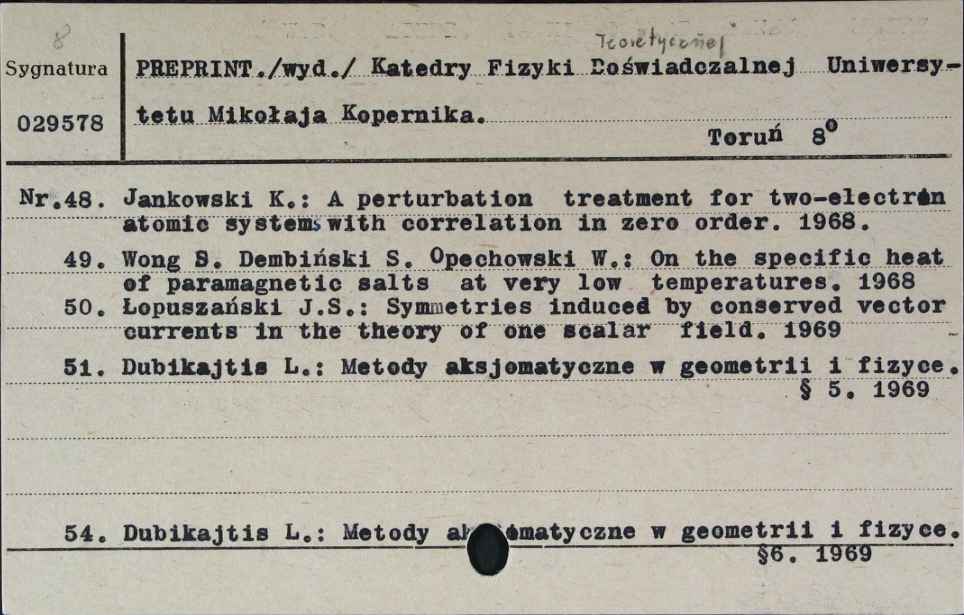 8
Teoretycznej
Sygnatura
PREPRINT./wyd./ Katedry Fizyki Doświadczalnej Uniwersy-
029578
tetu Mikołaja Kopernika.
Toruń 8°
Nr.48. Jankowski K.: A perturbation treatment for two-electron
atomic systems with correlation in zero order. 1968.
49. Wong S. Dembiński S. Opechowski W.: On the specific heat
of paramagnetic salts at very low temperatures. 1968
50. Łopuszański J.S.: Symmetries induced by conserved vector
currents in the theory of one scalar field. 1969
51. Dubikajtis L.: Metody aksjomatyczne w geometrii i fizyce.
§ 5. 1969
54. Dubikajtis L.: Metody aksjomatyczne w geometrii i fizyce.
§6. 1969